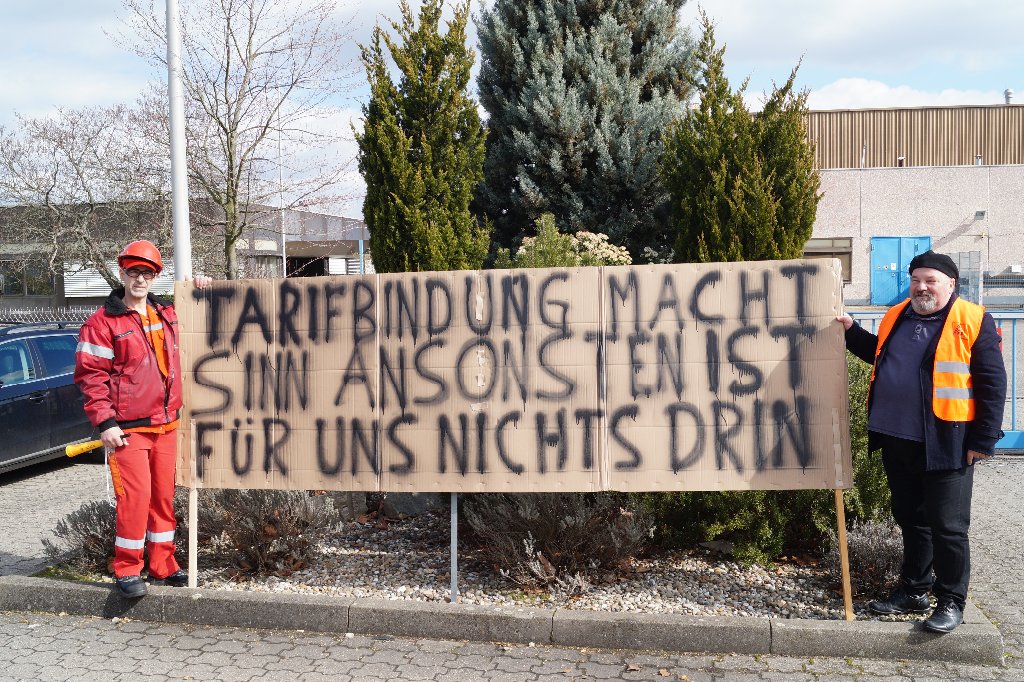 TARIFBINDUNG MACHT
SINN ANSONSTEN IST
FÜR UNS NICHTS DRIN